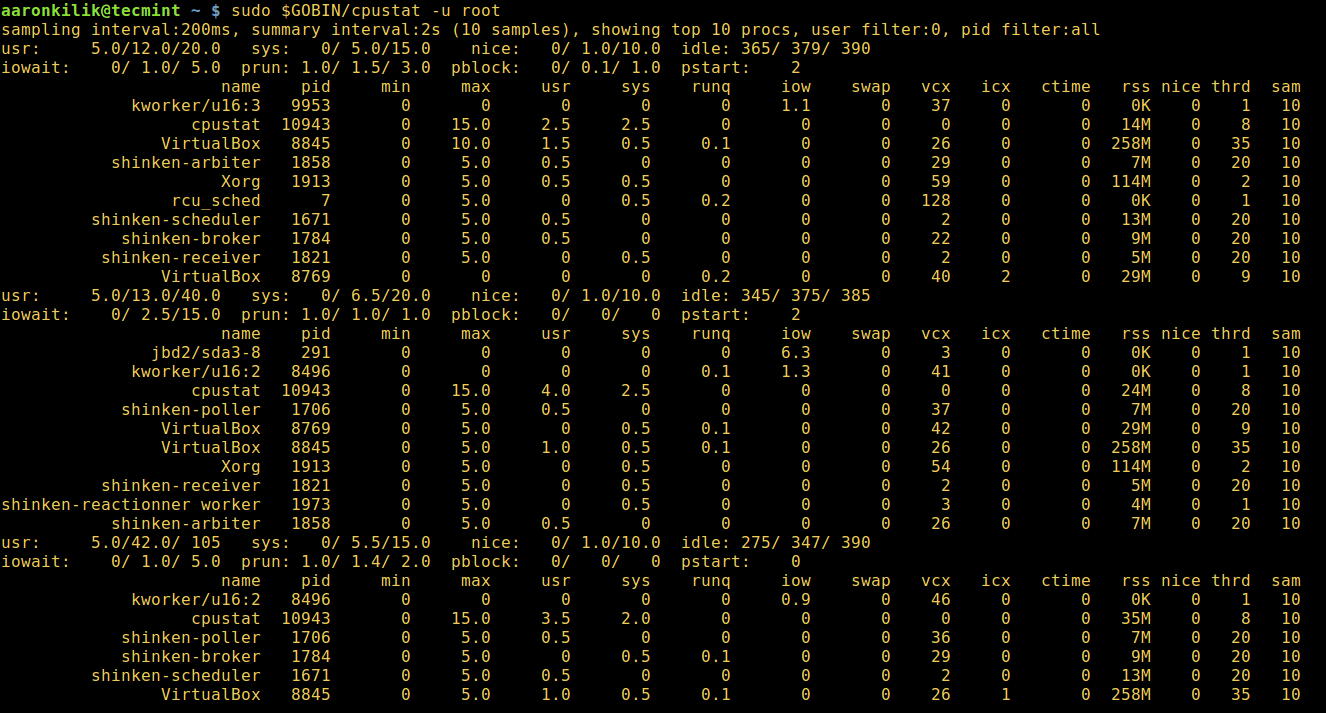 aaronkilik@tecmint ~ $ sudo $GOBIN/cpustat -u root
sampling interval:200ms, summary interval:2s (10 samples), showing top 10 procs, user filter:0, pid filter:all
usr:     5.0/12.0/20.0   sys:   0/ 5.0/15.0    nice:   0/ 1.0/10.0  idle: 365/ 379/ 390
iowait:    0/ 1.0/ 5.0  prun: 1.0/ 1.5/ 3.0  pblock:   0/ 0.1/ 1.0  pstart:    2
name    pid     min     max     usr     sys    runq     iow    swap   vcx   icx   ctime   rss nice thrd  sam
kworker/u16:3   9953       0       0       0       0       0     1.1       0    37     0       0    0K    0    1   10
cpustat  10943       0    15.0     2.5     2.5       0       0       0     0     0       0   14M    0    8   10
VirtualBox   8845       0    10.0     1.5     0.5     0.1       0       0    26     0       0  258M    0   35   10
shinken-arbiter   1858       0     5.0     0.5       0       0       0       0    29     0       0    7M    0   20   10
Xorg   1913       0     5.0     0.5     0.5       0       0       0    59     0       0  114M    0    2   10
rcu_sched      7       0     5.0       0     0.5     0.2       0       0   128     0       0    0K    0    1   10
shinken-scheduler   1671       0     5.0     0.5       0       0       0       0     2     0       0   13M    0   20   10
shinken-broker   1784       0     5.0     0.5       0       0       0       0    22     0       0    9M    0   20   10
shinken-receiver   1821       0     5.0       0     0.5       0       0       0     2     0       0    5M    0   20   10
VirtualBox   8769       0       0       0       0     0.2       0       0    40     2       0   29M    0    9   10
usr:     5.0/13.0/40.0   sys:   0/ 6.5/20.0    nice:   0/ 1.0/10.0  idle: 345/ 375/ 385
iowait:    0/ 2.5/15.0  prun: 1.0/ 1.0/ 1.0  pblock:   0/   0/   0  pstart:    2
name    pid     min     max     usr     sys    runq     iow    swap   vcx   icx   ctime   rss nice thrd  sam
jbd2/sda3-8    291       0       0       0       0       0     6.3       0     3     0       0    0K    0    1   10
kworker/u16:2   8496       0       0       0       0     0.1     1.3       0    41     0       0    0K    0    1   10
cpustat  10943       0    15.0     4.0     2.5       0       0       0     0     0       0   24M    0    8   10
shinken-poller   1706       0     5.0     0.5       0       0       0       0    37     0       0    7M    0   20   10
VirtualBox   8769       0     5.0       0     0.5     0.1       0       0    42     0       0   29M    0    9   10
VirtualBox   8845       0     5.0     1.0     0.5     0.1       0       0    26     0       0  258M    0   35   10
Xorg   1913       0     5.0       0     0.5       0       0       0    54     0       0  114M    0    2   10
shinken-receiver   1821       0     5.0       0     0.5       0       0       0     2     0       0    5M    0   20   10
shinken-reactionner worker   1973       0     5.0       0     0.5       0       0       0     3     0       0    4M    0    1   10
shinken-arbiter   1858       0     5.0     0.5       0       0       0       0    26     0       0    7M    0   20   10
usr:     5.0/42.0/ 105   sys:   0/ 5.5/15.0    nice:   0/ 1.0/10.0  idle: 275/ 347/ 390
iowait:    0/ 1.0/ 5.0  prun: 1.0/ 1.4/ 2.0  pblock:   0/   0/   0  pstart:    0
name    pid     min     max     usr     sys    runq     iow    swap   vcx   icx   ctime   rss nice thrd  sam
kworker/u16:2   8496       0       0       0       0       0     0.9       0    46     0       0    0K    0    1   10
cpustat  10943       0    15.0     3.5     2.0       0       0       0     0     0       0   35M    0    8   10
shinken-poller   1706       0     5.0     0.5       0       0       0       0    36     0       0    7M    0   20   10
shinken-broker   1784       0     5.0       0     0.5     0.1       0       0    29     0       0    9M    0   20   10
shinken-scheduler   1671       0     5.0     0.5       0       0       0       0     2     0       0   13M    0   20   10
VirtualBox   8845       0     5.0     1.0     0.5     0.1       0       0    26     1       0  258M    0   35   10